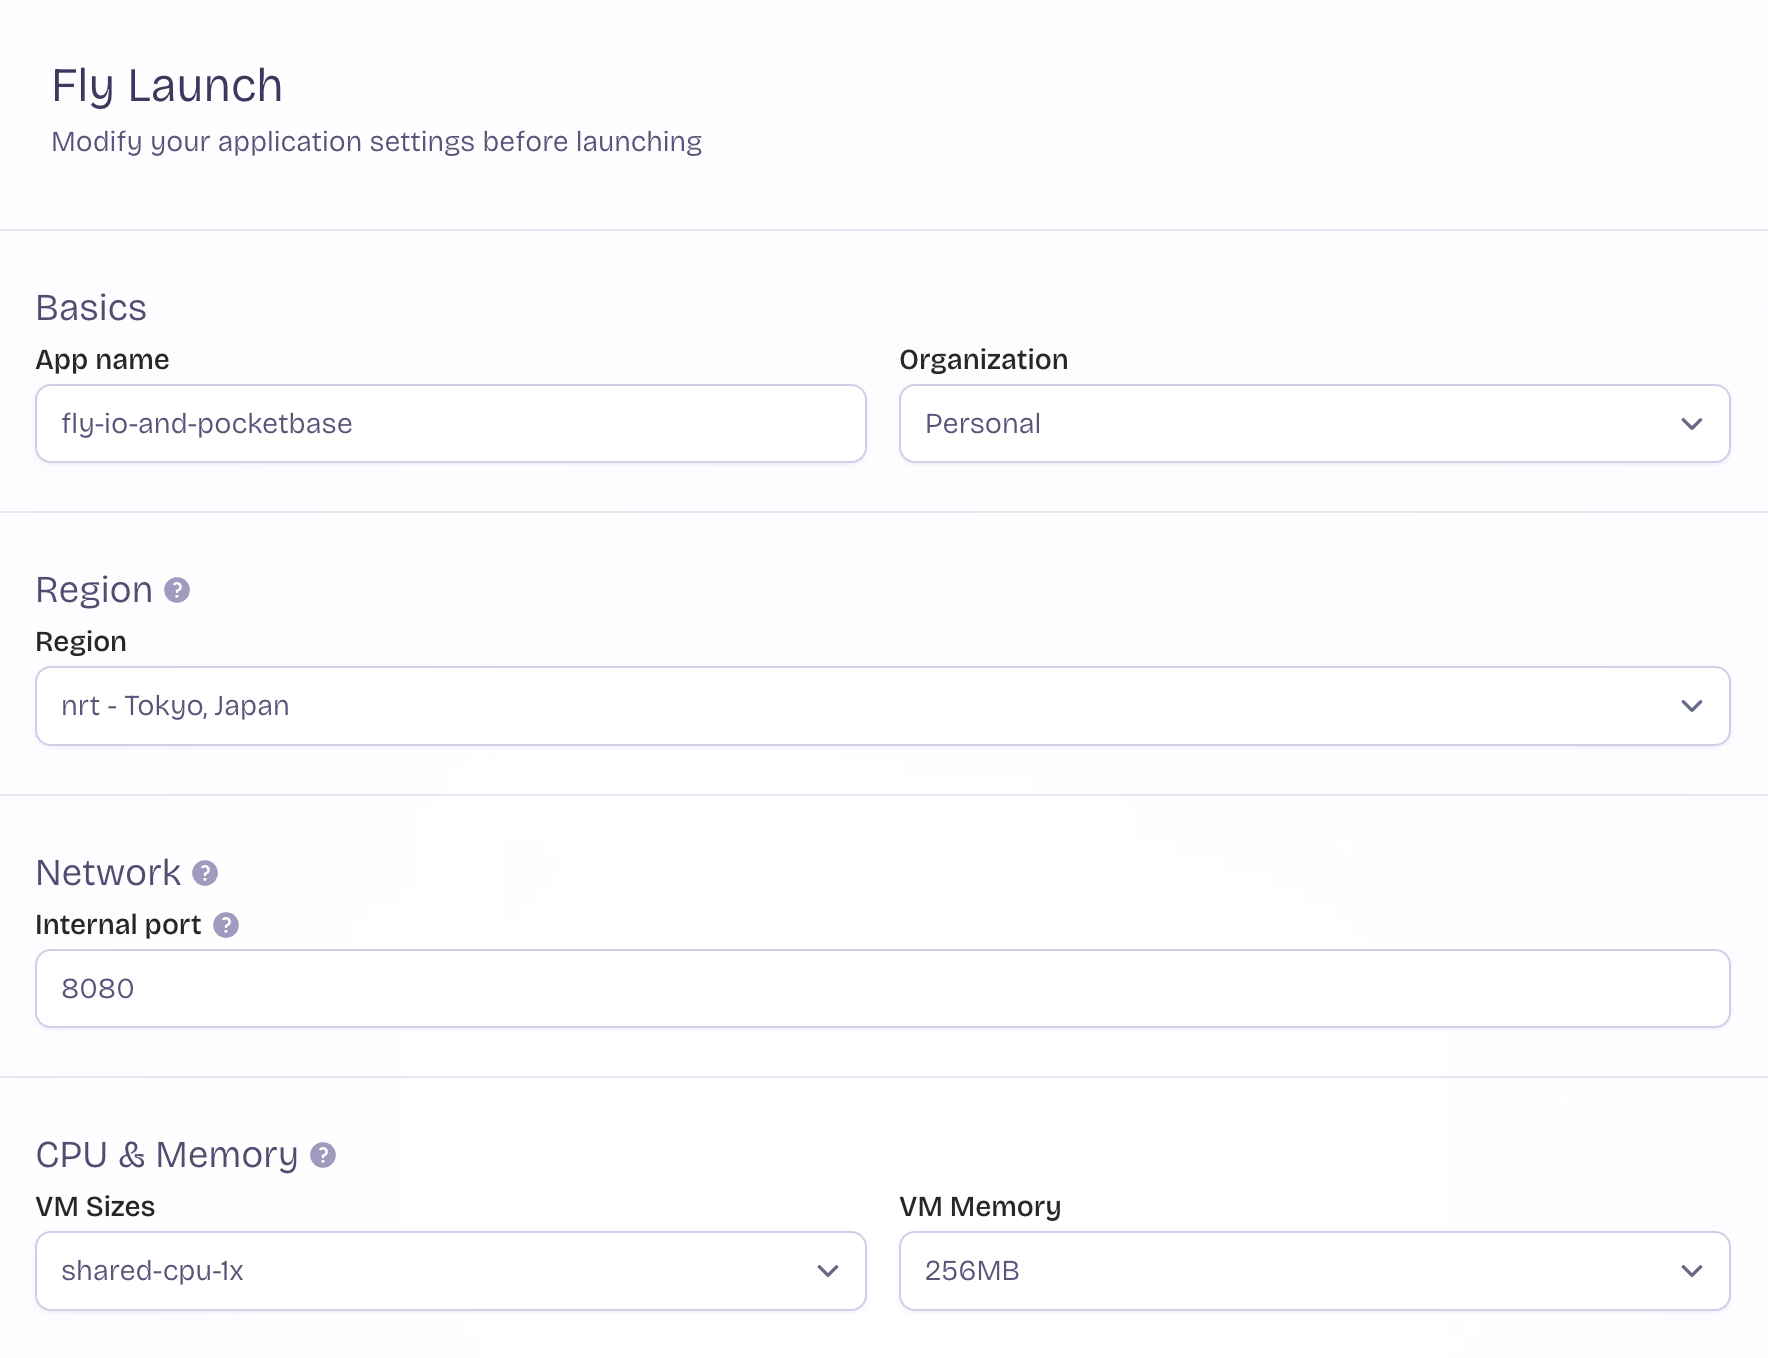 Fly Launch
Modify your application settings before launching
Basics
App name
fly-io-and-pocketbase
Organization
Personal
Region ?
Region
nrt - Tokyo, Japan
Network ?
Internal port ?
8080
CPU & Memory ?
VM Sizes
shared-cpu-1x
VM Memory
256MB